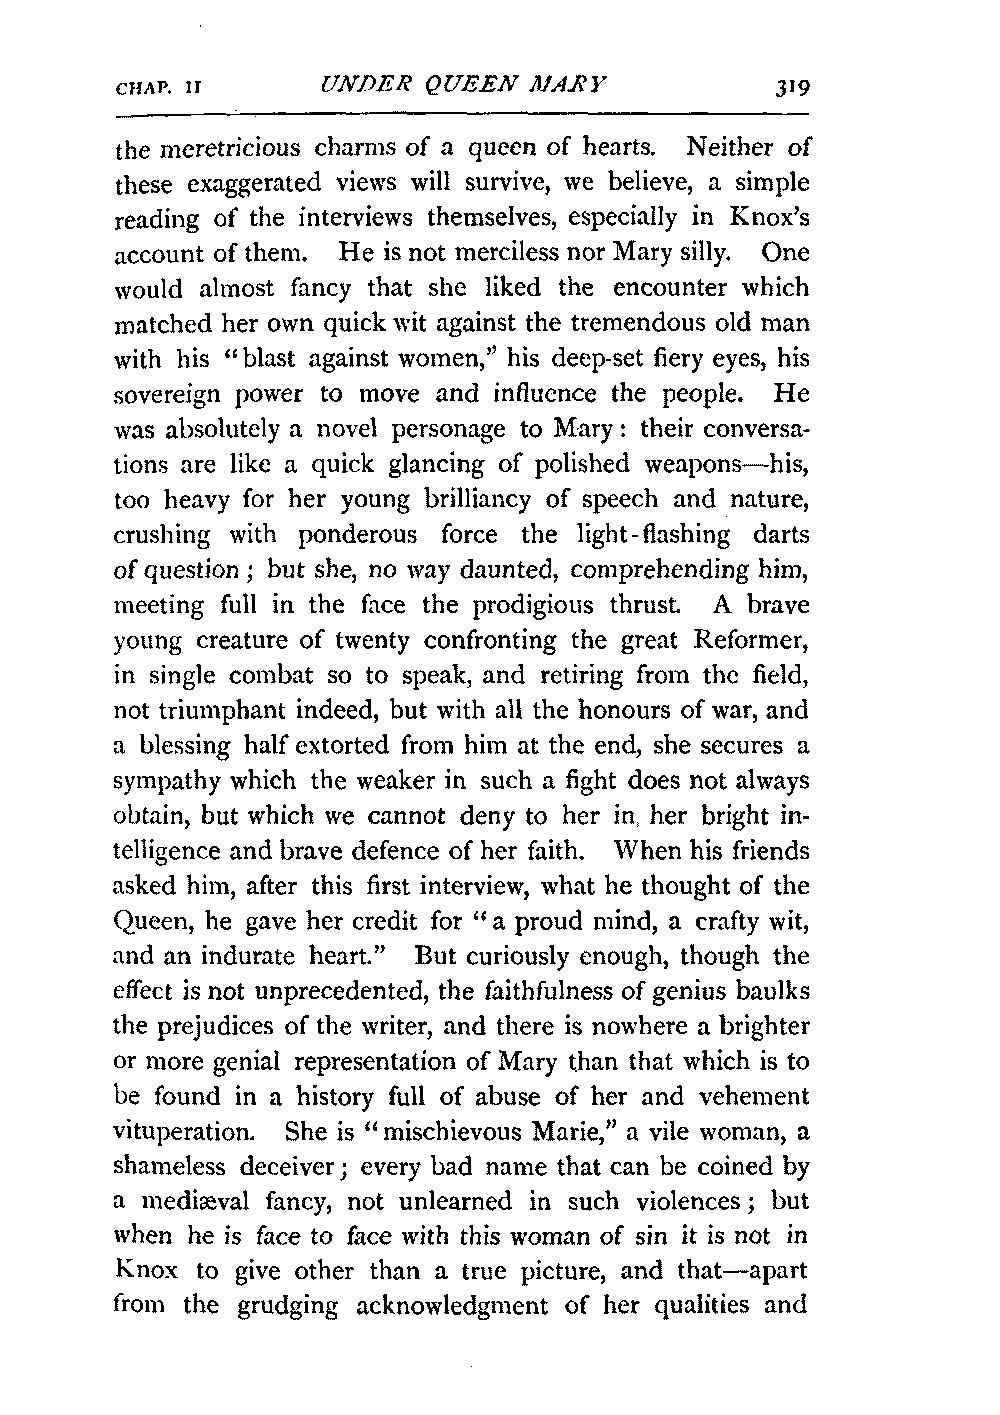 CHAP. II UNDER QUEEN MARY 319
the meretricious charms of a queen of hearts. Neither of
these exaggerated views will survive, we believe, a simple
reading of the interviews themselves, especially in Knox's
account of them. He is not merciless nor Mary silly. One
would almost fancy that she liked the encounter which
matched her own quick wit against the tremendous old man
with his "blast against women," his deep-set fiery eyes, his
sovereign power to move and influence the people. He
was absolutely a novel personage to Mary : their conversa-
tions are like a quick glancing of polished weapons—his,
too heavy for her young brilliancy of speech and nature,
crushing with ponderous force the light-flashing darts
of question ; but she, no way daunted, comprehending him,
meeting full in the face the prodigious thrust. A brave
young creature of twenty confronting the great Reformer,
in single combat so to speak, and retiring from the field,
not triumphant indeed, but with all the honours of war, and
a blessing half extorted from him at the end, she secures a
sympathy which the weaker in such a fight does not always
obtain, but which we cannot deny to her in her bright in-
telligence and brave defence of her faith. When his friends
asked him, after this first interview, what he thought of the
Queen, he gave her credit for "a proud mind, a crafty wit,
and an indurate heart." But curiously enough, though the
effect is not unprecedented, the faithfulness of genius baulks
the prejudices of the writer, and there is nowhere a brighter
or more genial representation of Mary than that which is to
be found in a history full of abuse of her and vehement
vituperation. She is "mischievous Marie," a vile woman, a
shameless deceiver ; every bad name that can be coined by
a mediæval fancy, not unlearned in such violences ; but
when he is face to face with this woman of sin it is not in
Knox to give other than a true picture, and that—apart
from the grudging acknowledgment of her qualities and